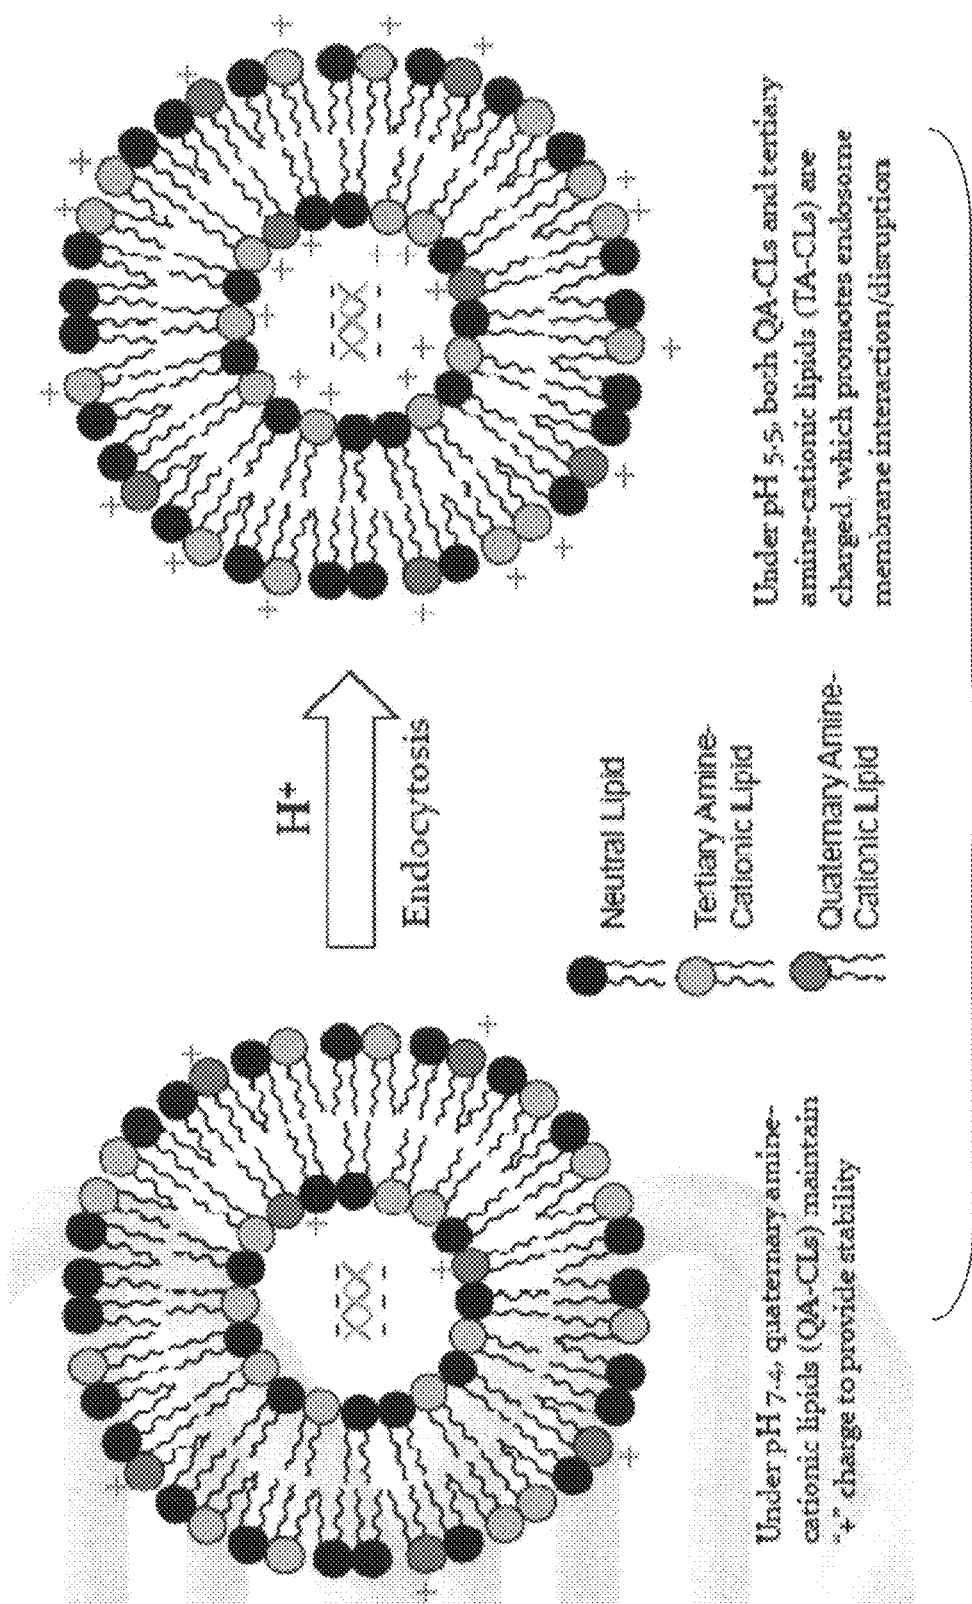 Under pH 7.4, quaternary amine-
cationic lipids (QA-CLs) maintain
"+" charge to provide stability
H+
Endocytosis
Neutral Lipid
Tertiary Amine-
Cationic Lipid
Quaternary Amine-
Cationic Lipid
Under pH 5.5, both QA-CLs and tertiary
amine-cationic lipids (TA-CLs) are
charged, which promotes endosome
membrane interaction/disruption